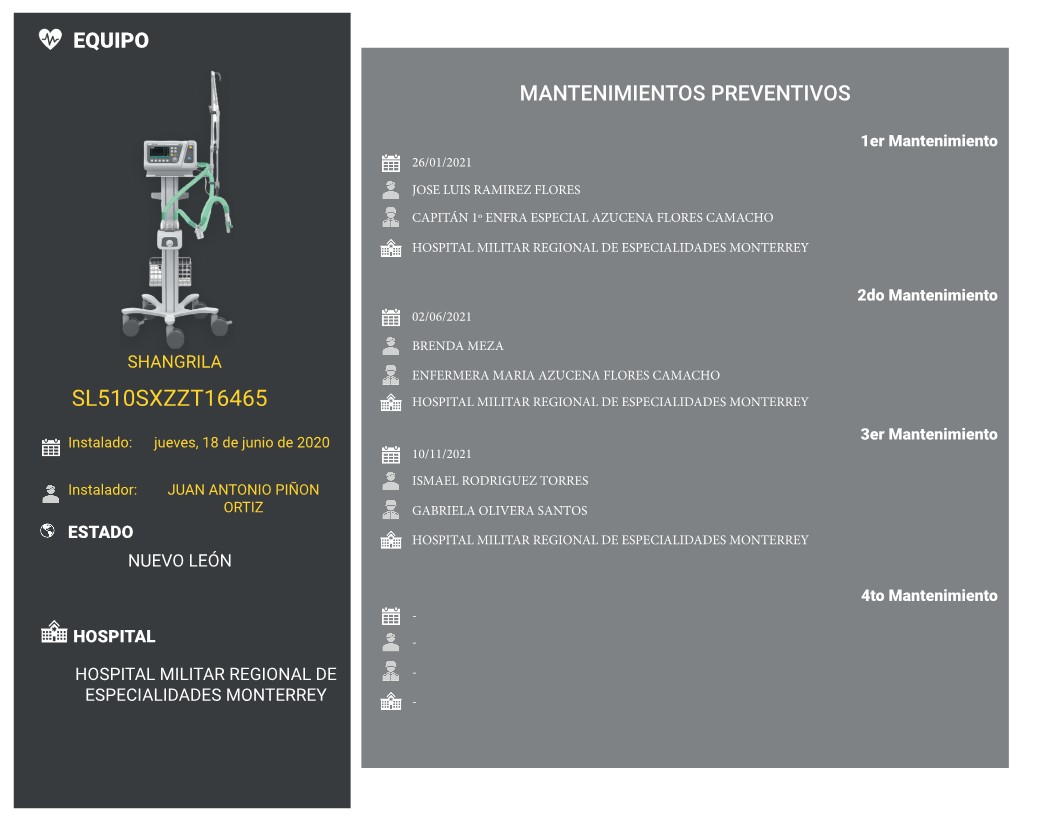 EQUIPO
SHANGRILA
SL510SXZZT16465
Instalado: jueves, 18 de junio de 2020
Instalador: JUAN ANTONIO PIÑON
ORTIZ
ESTADO
NUEVO LEÓN
HOSPITAL
HOSPITAL MILITAR REGIONAL DE
ESPECIALIDADES MONTERREY
MANTENIMIENTOS PREVENTIVOS
1er Mantenimiento
26/01/2021
JOSE LUIS RAMIREZ FLORES
CAPITÁN 1º ENFRA ESPECIAL AZUCENA FLORES CAMACHO
HOSPITAL MILITAR REGIONAL DE ESPECIALIDADES MONTERREY
2do Mantenimiento
02/06/2021
BRENDA MEZA
ENFERMERA MARIA AZUCENA FLORES CAMACHO
HOSPITAL MILITAR REGIONAL DE ESPECIALIDADES MONTERREY
3er Mantenimiento
10/11/2021
ISMAEL RODRIGUEZ TORRES
GABRIELA OLIVERA SANTOS
HOSPITAL MILITAR REGIONAL DE ESPECIALIDADES MONTERREY
4to Mantenimiento
-
-
-
-